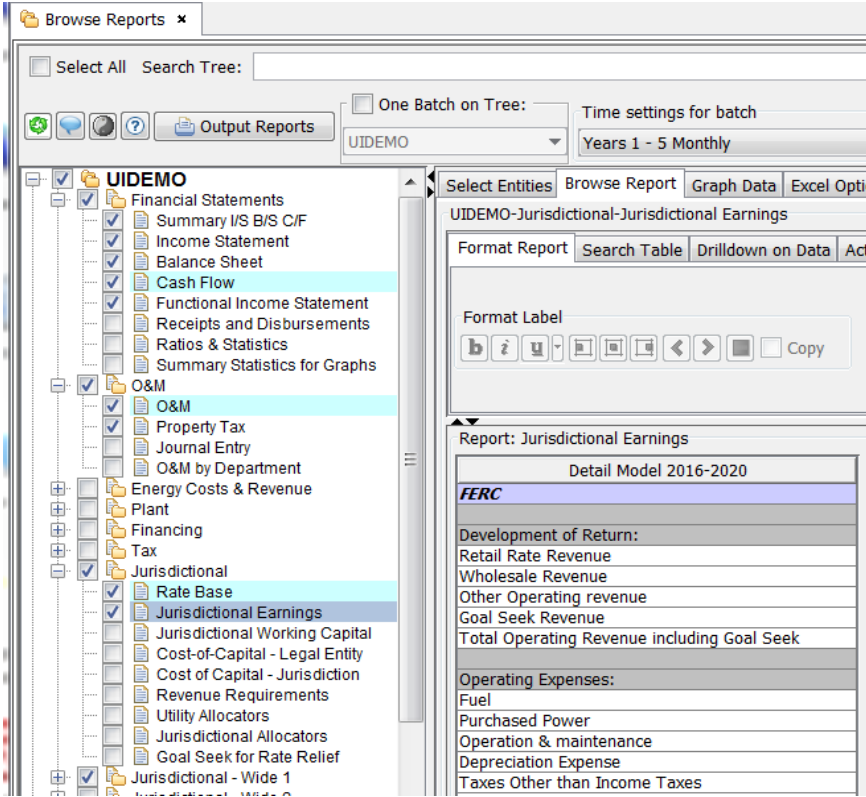 Browse Reports ×
Select All Search Tree:
One Batch on Tree:
Time settings for batch
? Output Reports
UIDEMO
Years 1 - 5 Monthly
UIDEMO
Financial Statements
Summary I/S B/S C/F
Income Statement
Balance Sheet
Cash Flow
Functional Income Statement
Receipts and Disbursements
Ratios & Statistics
Summary Statistics for Graphs
O&M
O&M
Property Tax
Journal Entry
O&M by Department
Energy Costs & Revenue
Plant
Financing
Tax
Jurisdictional
Rate Base
Jurisdictional Earnings
Jurisdictional Working Capital
Cost-of-Capital - Legal Entity
Cost of Capital - Jurisdiction
Revenue Requirements
Utility Allocators
Jurisdictional Allocators
Goal Seek for Rate Relief
Jurisdictional - Wide 1
Select Entities Browse Report Graph Data Excel Opti
UIDEMO-Jurisdictional-Jurisdictional Earnings
Format Report Search Table Drilldown on Data Act
Format Label
b i u Copy
Report: Jurisdictional Earnings
Detail Model 2016-2020
FERC
Development of Return:
Retail Rate Revenue
Wholesale Revenue
Other Operating revenue
Goal Seek Revenue
Total Operating Revenue including Goal Seek
Operating Expenses:
Fuel
Purchased Power
Operation & maintenance
Depreciation Expense
Taxes Other than Income Taxes